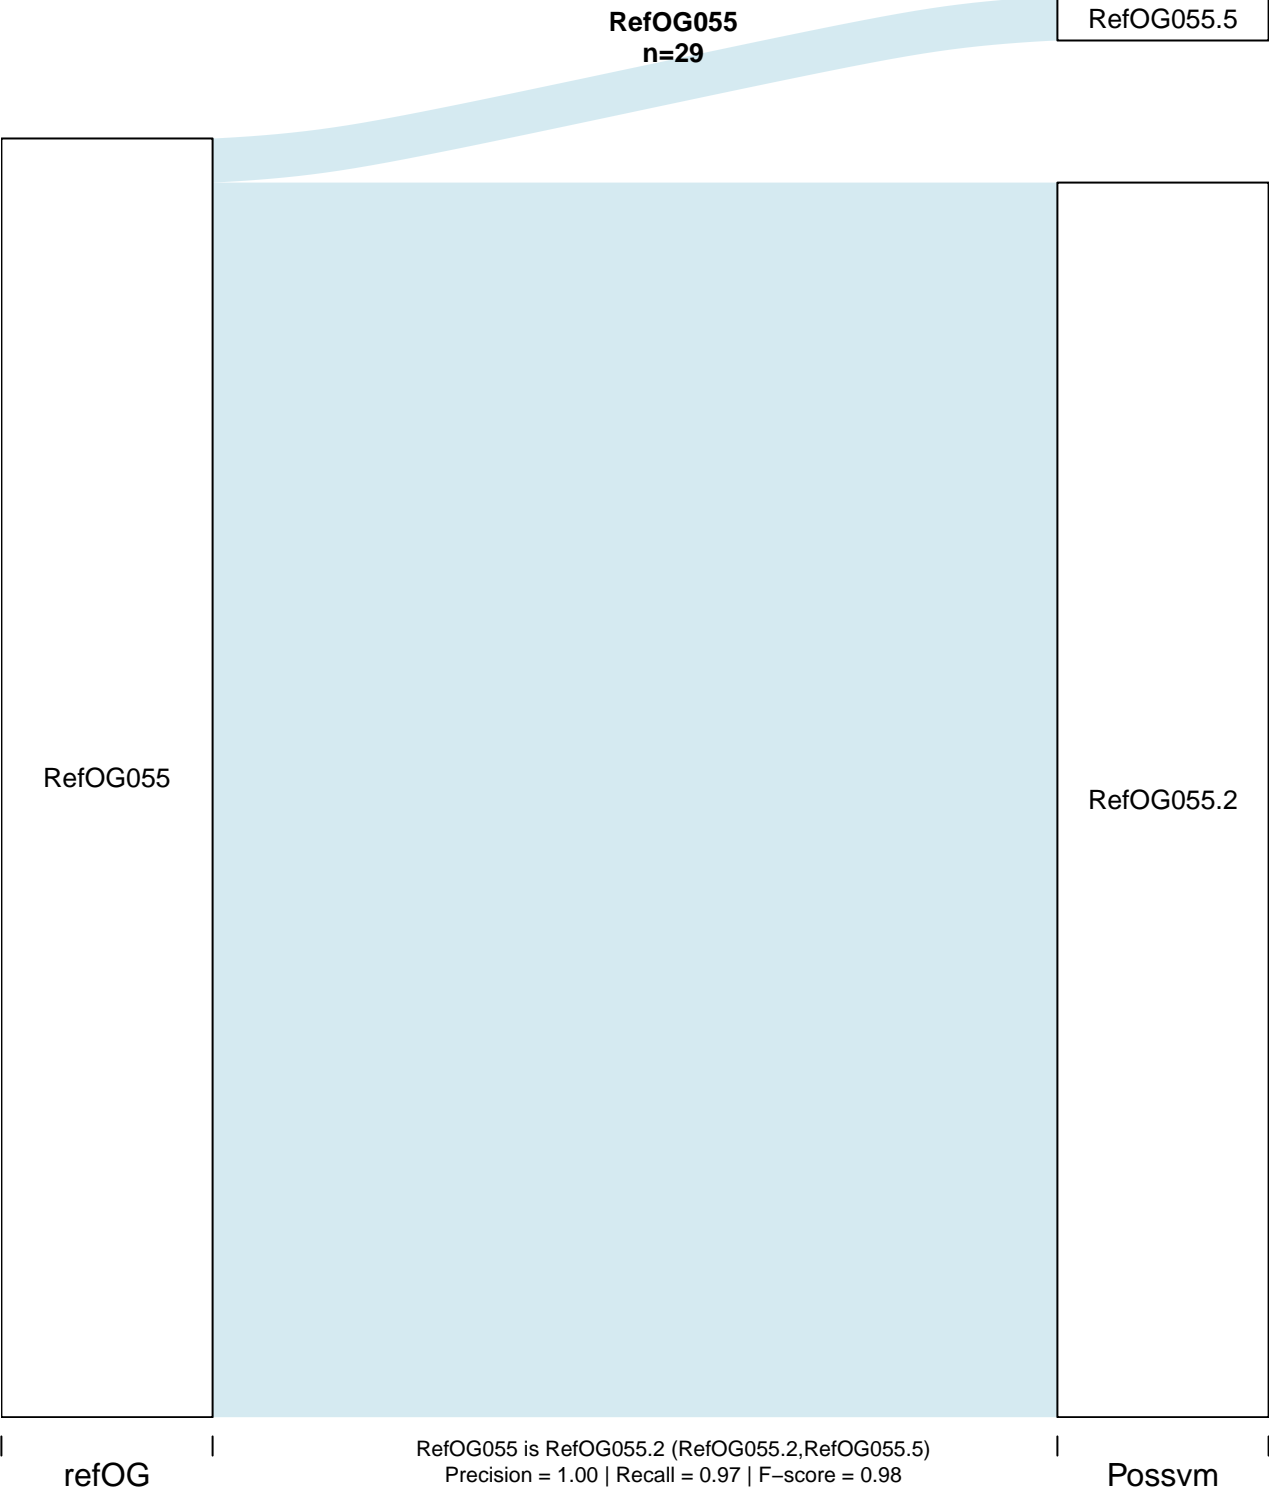 RefOG055
n=29
RefOG055.5
RefOG055
RefOG055.2
RefOG055 is RefOG055.2 (RefOG055.2,RefOG055.5)
Precision = 1.00 | Recall = 0.97 | F−score = 0.98
refOG
Possvm